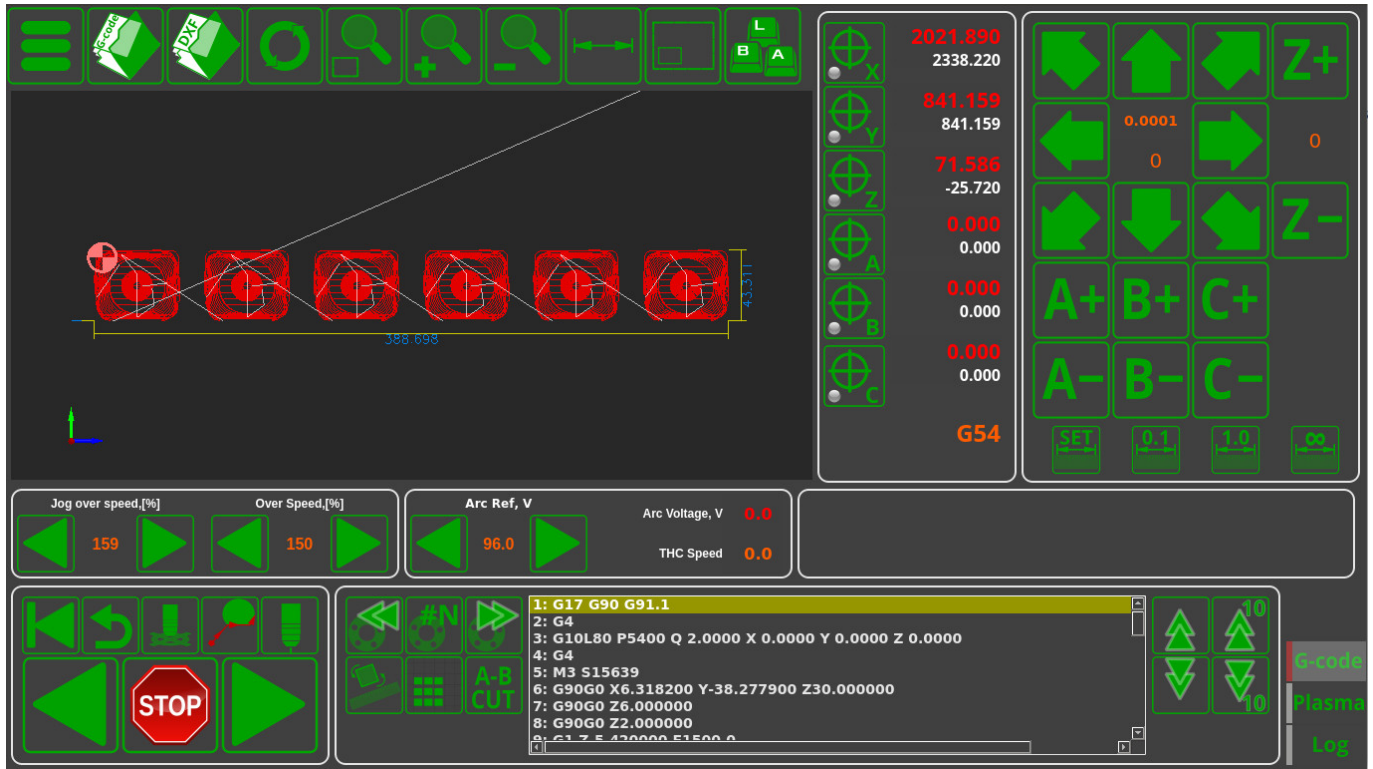 G-code
DXF
L
B
A
X
2021.890
2338.220
Y
841.159
841.159
Z
71.586
-25.720
A
0.000
0.000
B
0.000
0.000
C
0.000
0.000
G54
Z+
0.0001
0
0
Z-
A+
B+
C+
A-
B-
C-
SET
0.1
1.0
∞
43.311
388.698
Jog over speed,[%]
Over Speed,[%]
159
150
Arc Ref, V
96.0
Arc Voltage, V
0.0
THC Speed
0.0
STOP
#N
A-B
CUT
1: G17 G90 G91.1
2: G4
3: G10L80 P5400 Q 2.0000 X 0.0000 Y 0.0000 Z 0.0000
4: G4
5: M3 S15639
6: G90G0 X6.318200 Y-38.277900 Z30.000000
7: G90G0 Z6.000000
8: G90G0 Z2.000000
10
10
G-code
Plasma
Log